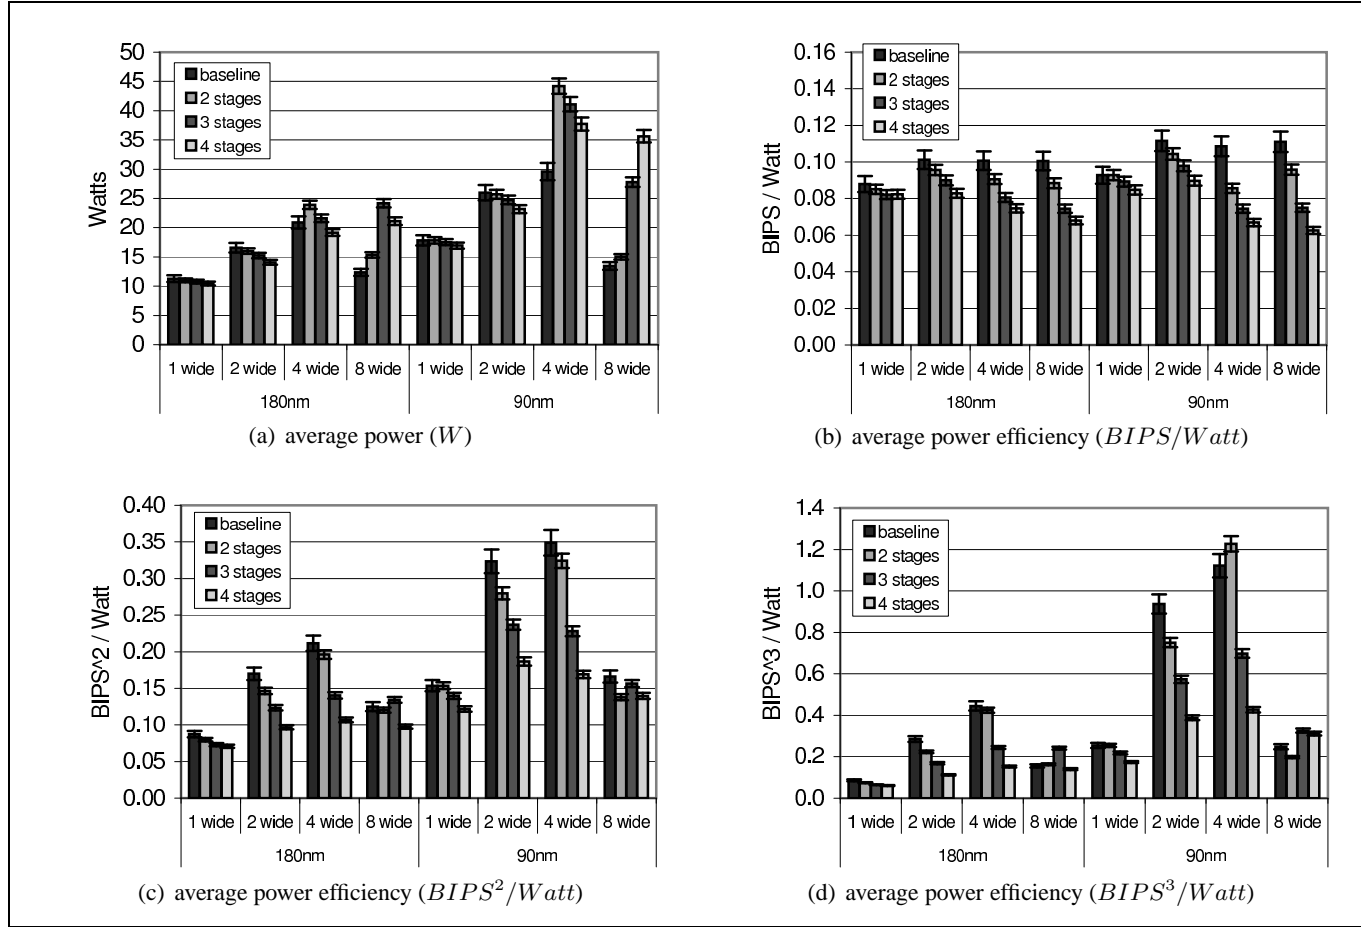 50
45
40
35
30
25
20
15
10
5
0
Watts
baseline
2 stages
3 stages
4 stages
1 wide 2 wide 4 wide 8 wide 1 wide 2 wide 4 wide 8 wide
180nm 90nm
(a) average power (W)
0.16
0.14
0.12
0.10
0.08
0.06
0.04
0.02
0.00
BIPS / Watt
baseline
2 stages
3 stages
4 stages
1 wide 2 wide 4 wide 8 wide 1 wide 2 wide 4 wide 8 wide
180nm 90nm
(b) average power efficiency (BIPS/Watt)
0.40
0.35
0.30
0.25
0.20
0.15
0.10
0.05
0.00
BIPS^2 / Watt
baseline
2 stages
3 stages
4 stages
1 wide 2 wide 4 wide 8 wide 1 wide 2 wide 4 wide 8 wide
180nm 90nm
(c) average power efficiency (BIPS²/Watt)
1.4
1.2
1.0
0.8
0.6
0.4
0.2
0.0
BIPS^3 / Watt
baseline
2 stages
3 stages
4 stages
1 wide 2 wide 4 wide 8 wide 1 wide 2 wide 4 wide 8 wide
180nm 90nm
(d) average power efficiency (BIPS³/Watt)